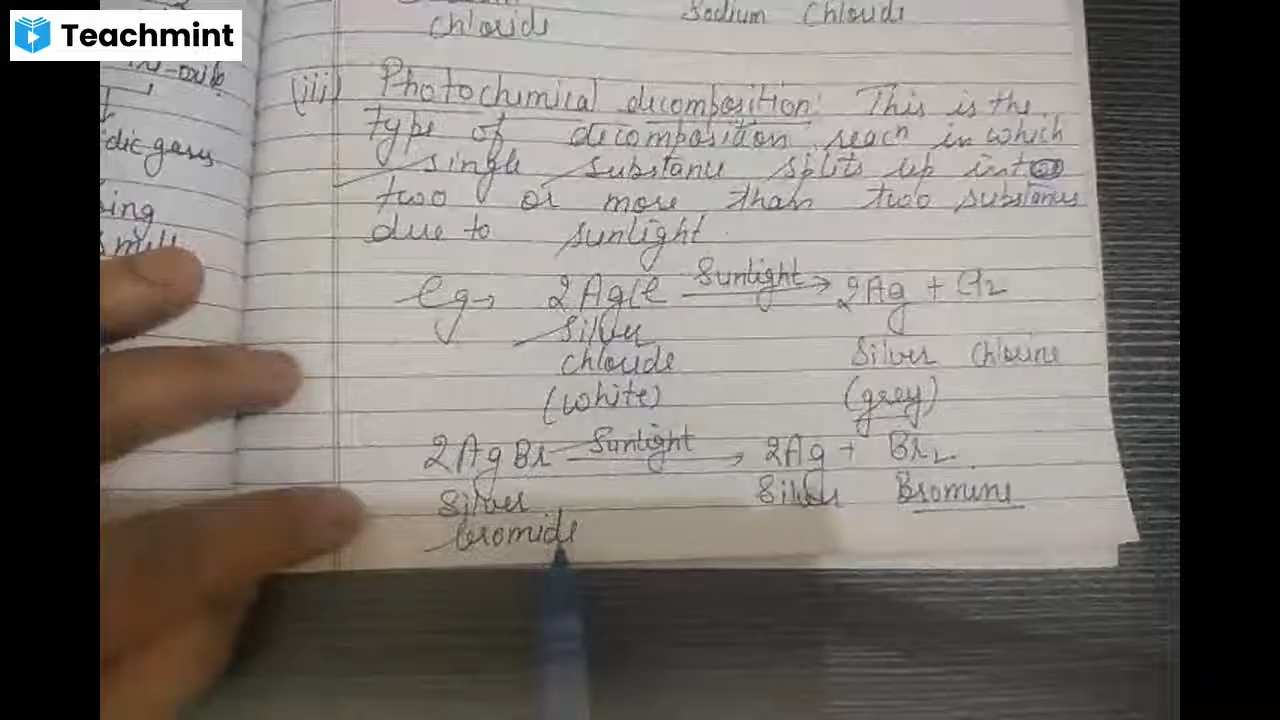 Teachmint
chloride
Sodium Chloride
dic gases
(iii) Photochemical decomposition: This is the
type of decomposition reacn in which
single substance splits up into
two or more than two substances
due to sunlight.
eg → 2AgCl Sunlight → 2Ag + Cl2
Silver
chloride Silver Chlorine
(white) (grey)
2AgBr Sunlight → 2Ag + Br2
Silver Silver Bromine
bromide